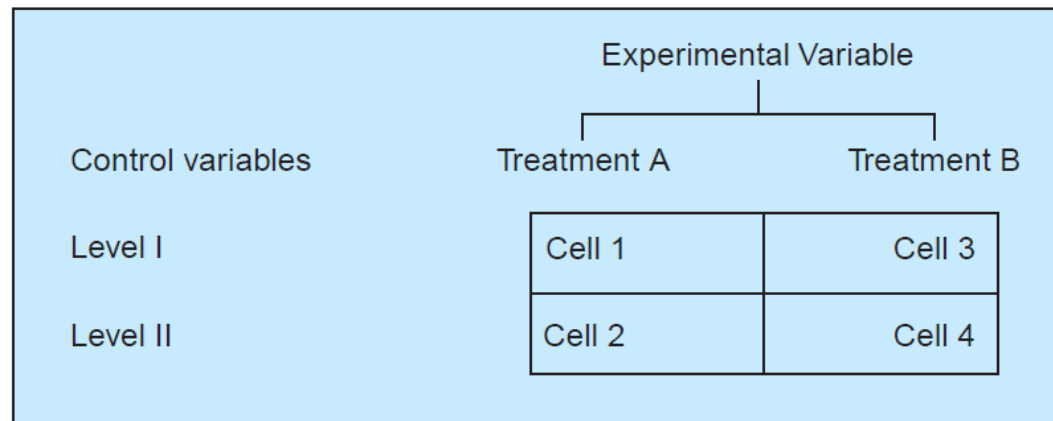 Experimental Variable
Control variables Treatment A Treatment B
Level I Cell 1 Cell 3
Level II Cell 2 Cell 4